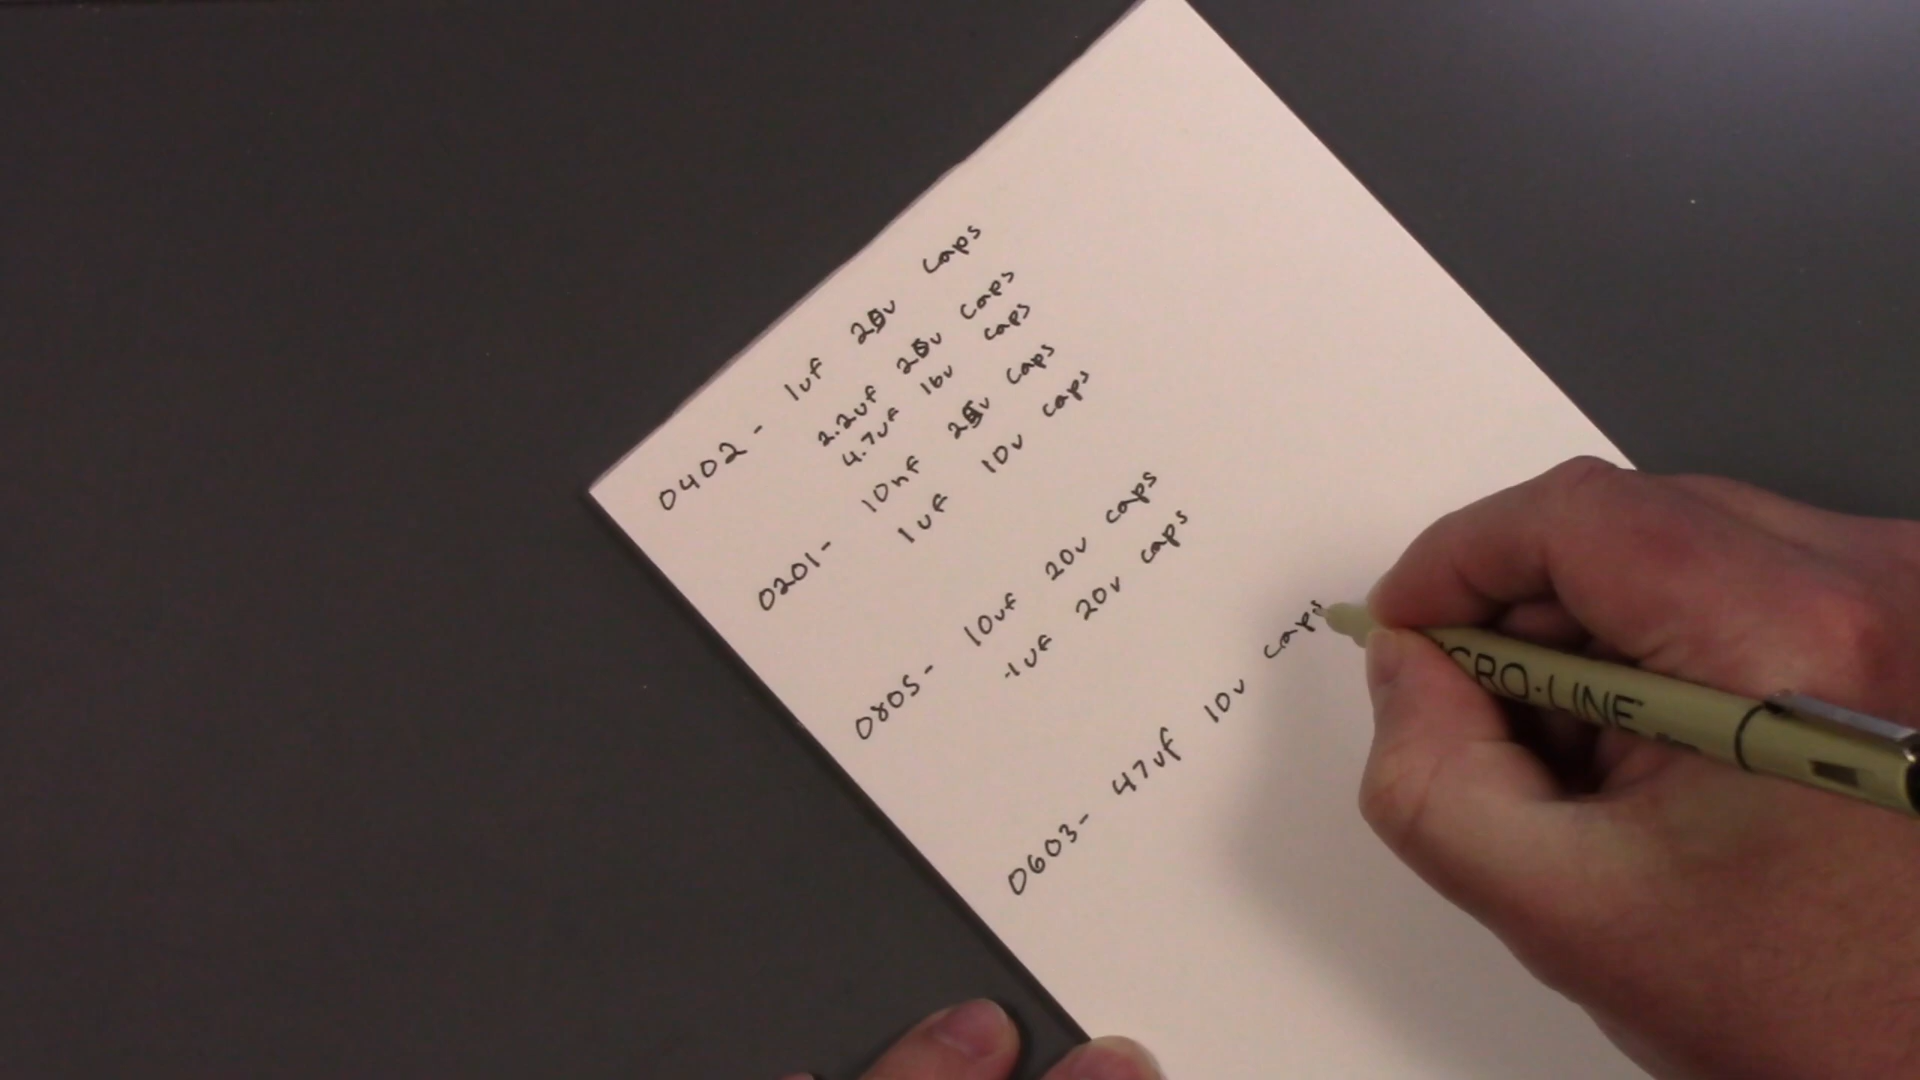 0402 - 1uf 25v caps
2.2uf 25v caps
4.7uf 16v caps
0201 - 10nf 25v caps
1uf 10v caps
0805 - 10uf 20v caps
.1uf 20v caps
0603 - 47uf 10v caps
CRO-LINE